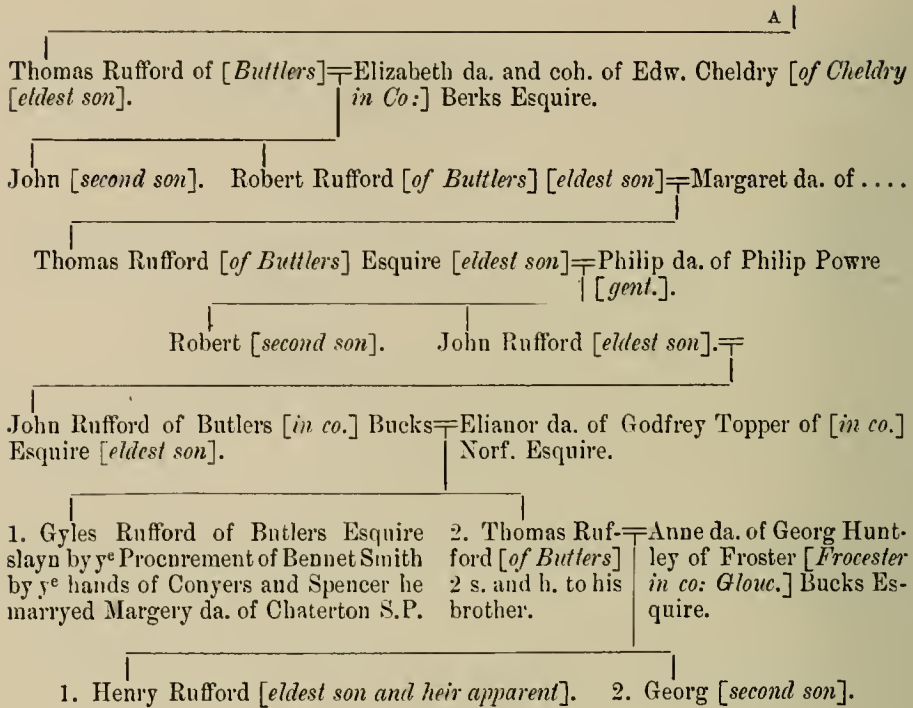 A
Thomas Rufford of [Buttlers]
[eldest son].
Elizabeth da. and coh. of Edw. Cheldry [of Cheldry
in Co:] Berks Esquire.
John [second son].
Robert Rufford [of Buttlers] [eldest son]
Margaret da. of ....
Thomas Rufford [of Buttlers] Esquire [eldest son]
Philip da. of Philip Powre
[gent.].
Robert [second son].
John Rufford [eldest son].
John Rufford of Butlers [in co.] Bucks
Esquire [eldest son].
Elianor da. of Godfrey Topper of [in co.]
Norf. Esquire.
1. Gyles Rufford of Butlers Esquire
slayn by yᵉ Procurement of Bennet Smith
by yᵉ hands of Conyers and Spencer he
marryed Margery da. of Chaterton S.P.
2. Thomas Ruf-
ford [of Butlers]
2 s. and h. to his
brother.
Anne da. of Georg Hunt-
ley of Froster [Frocester
in co: Glouc.] Bucks Es-
quire.
1. Henry Rufford [eldest son and heir apparent].
2. Georg [second son].